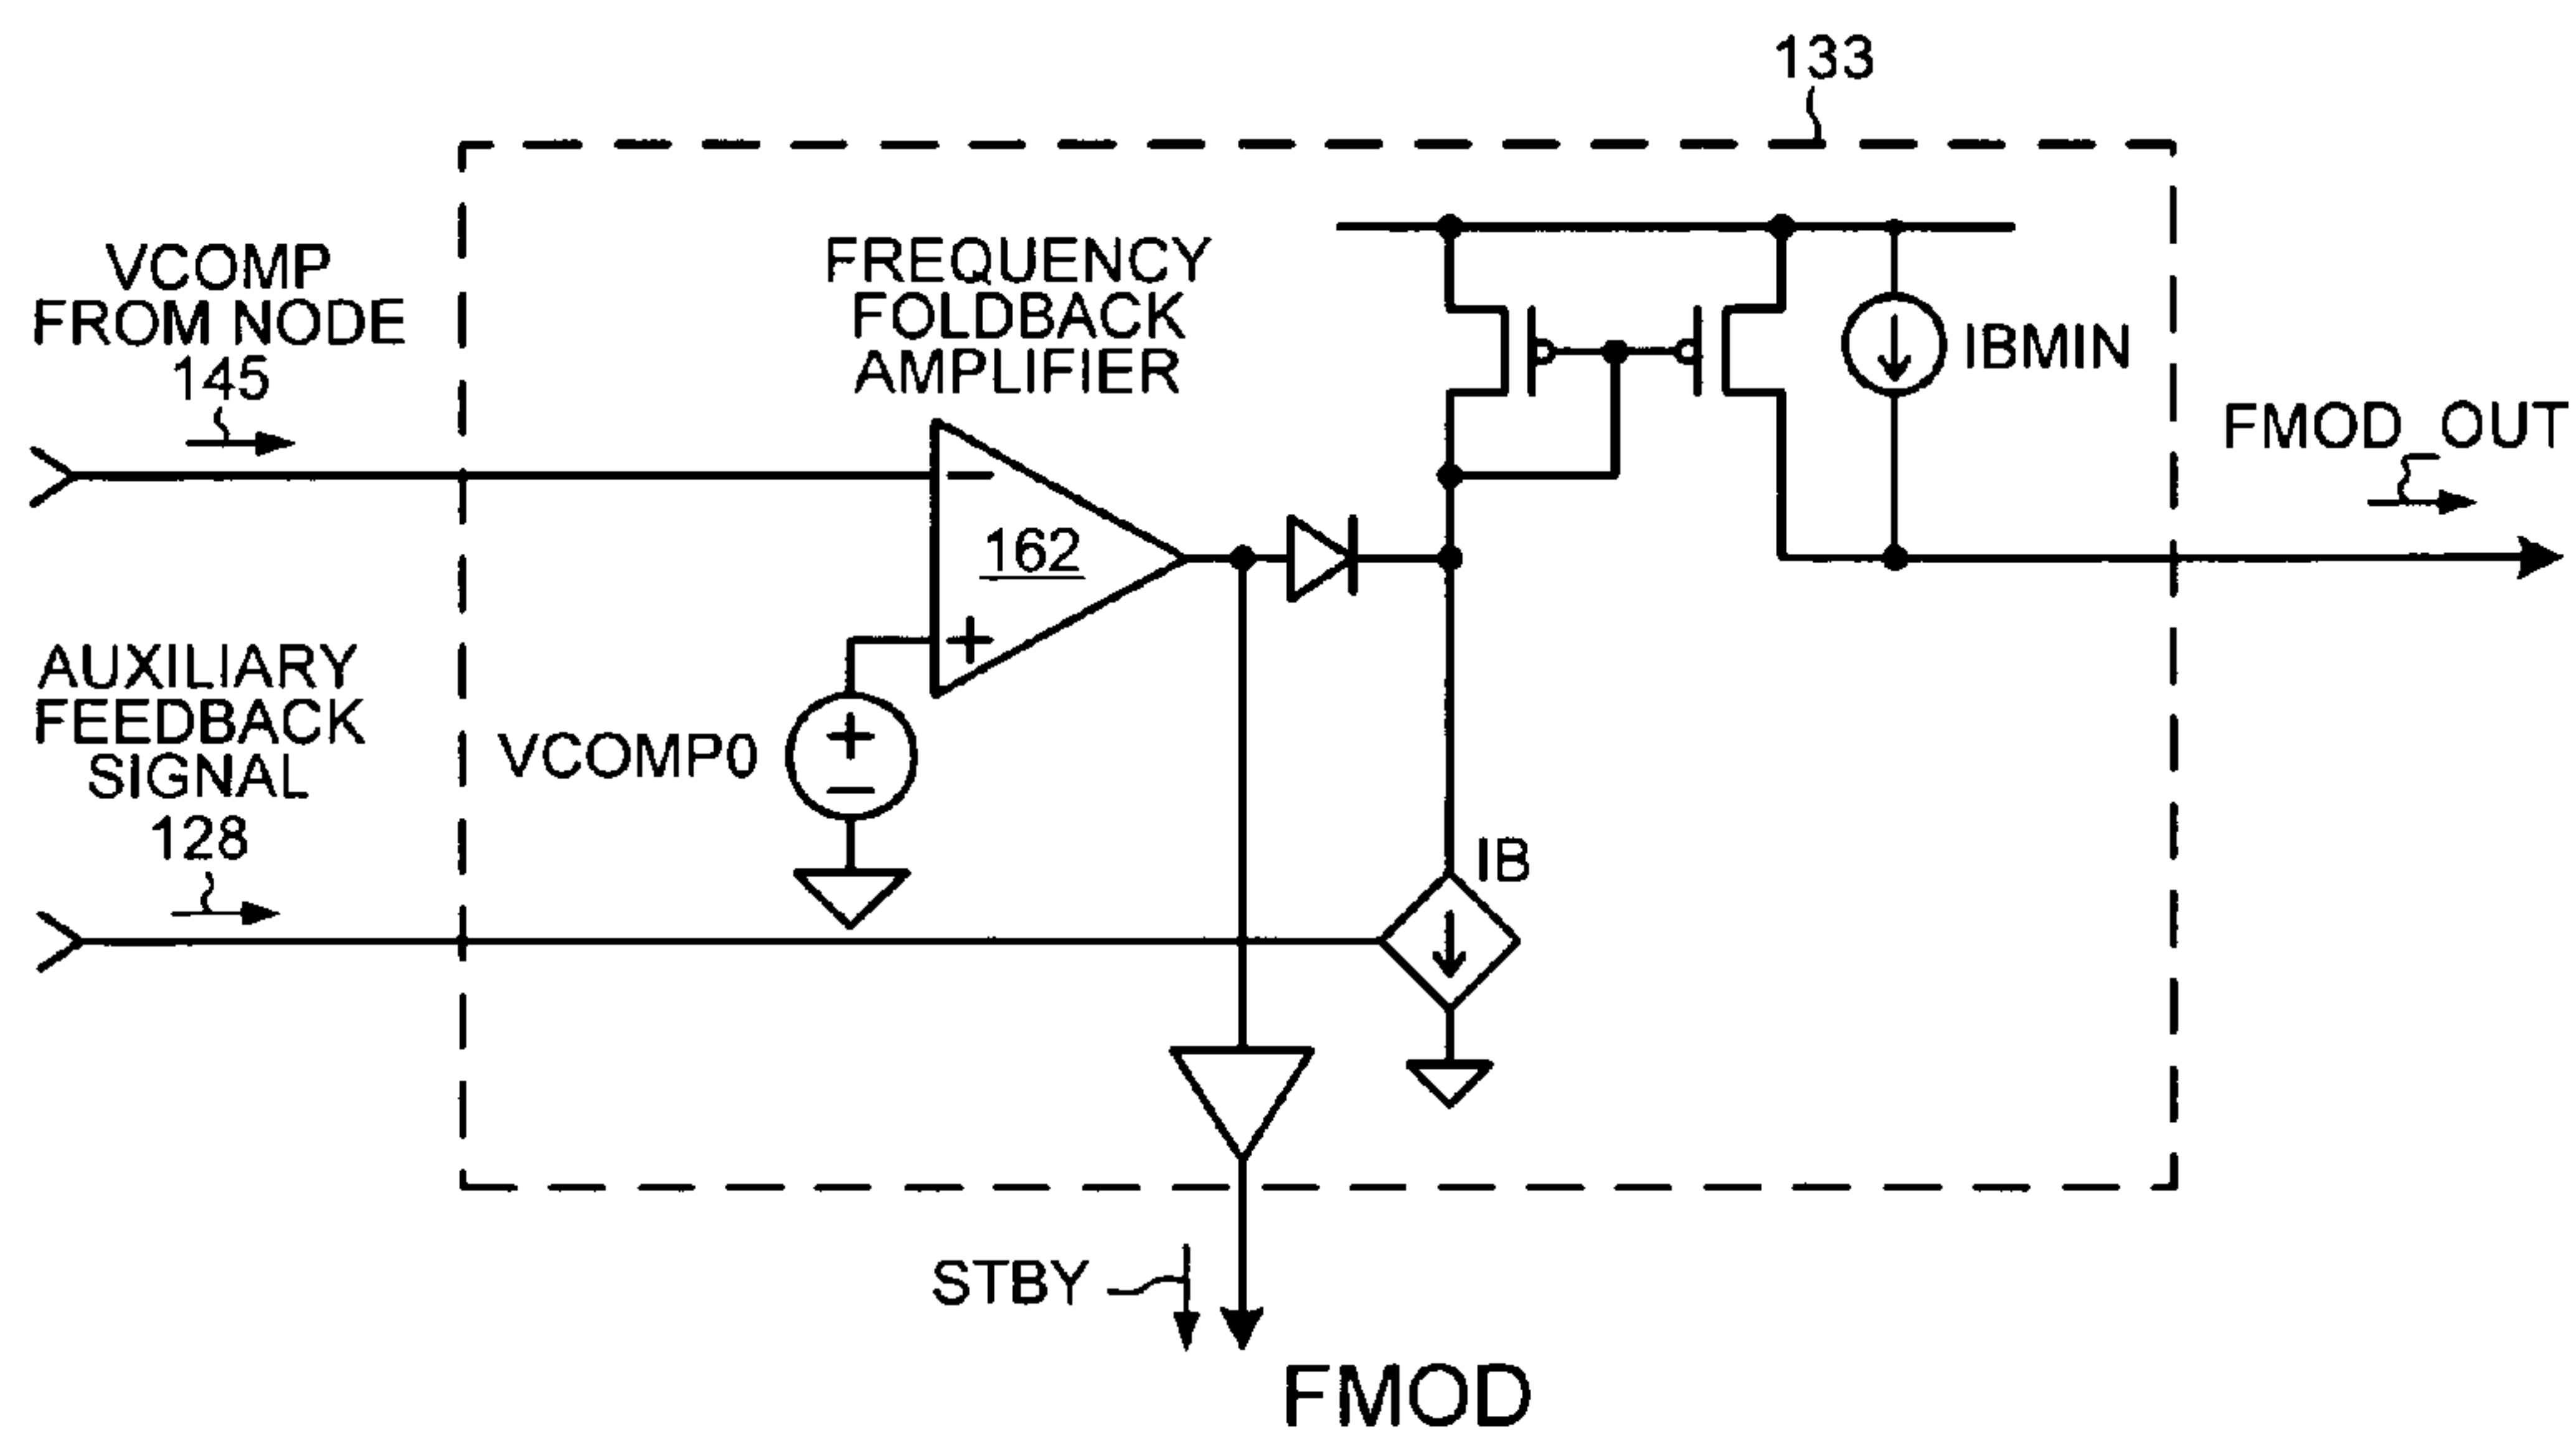 133
VCOMP
FROM NODE
145
FREQUENCY
FOLDBACK
AMPLIFIER
IBMIN
FMOD_OUT
−
162
+
AUXILIARY
FEEDBACK
SIGNAL
128
VCOMP0
+
−
IB
STBY
FMOD